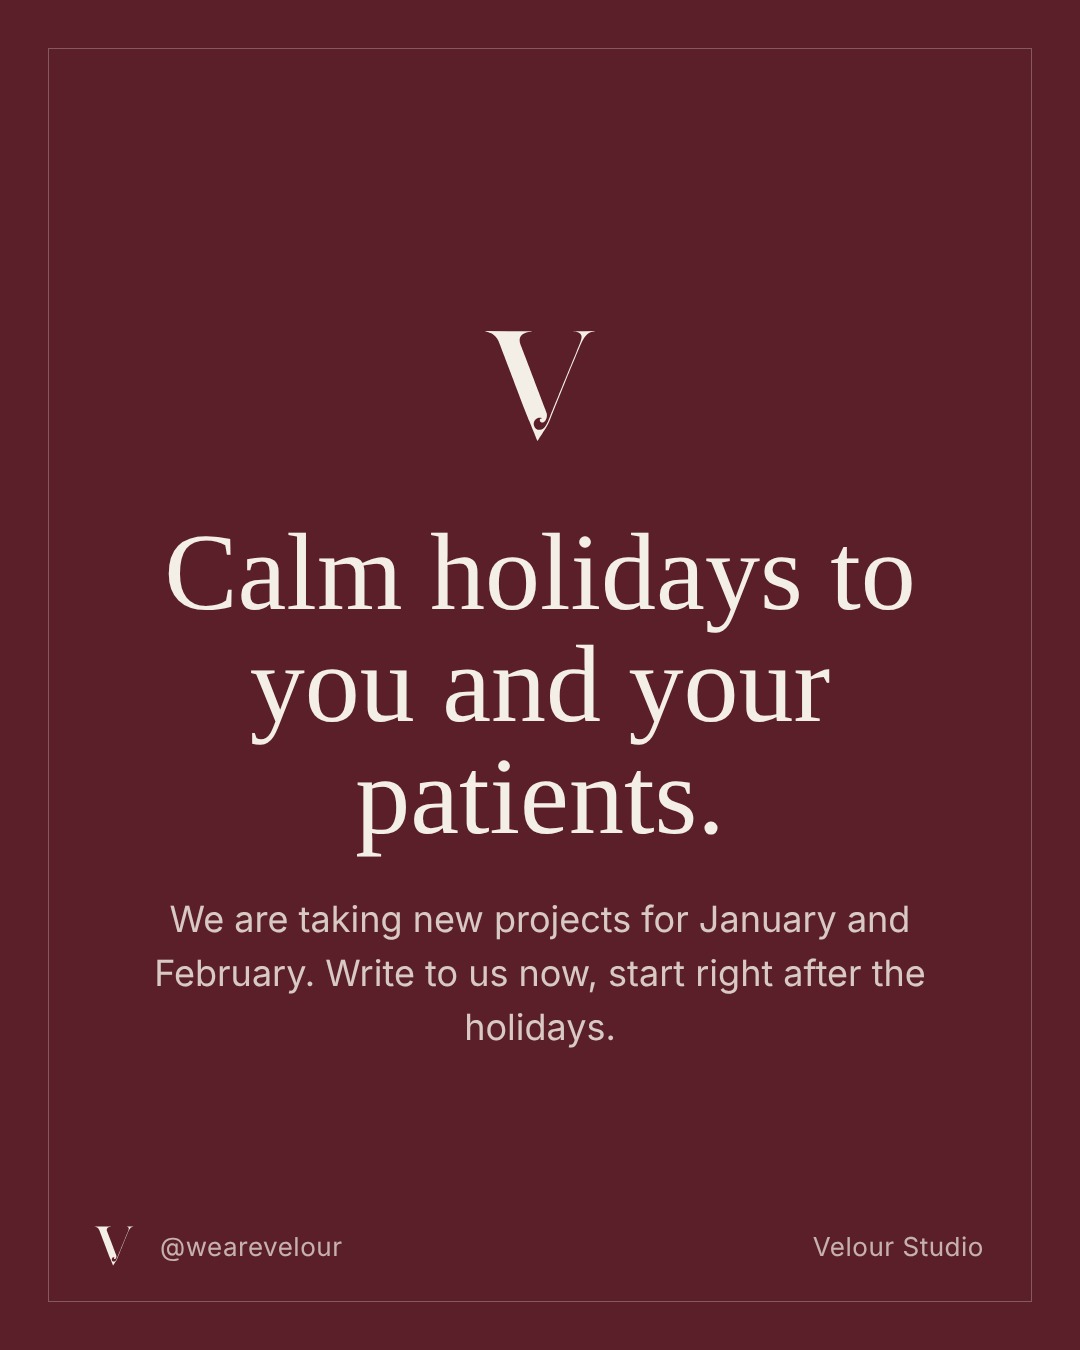 V
Calm holidays to
you and your
patients.
We are taking new projects for January and
February. Write to us now, start right after the
holidays.
V @wearevelour
Velour Studio